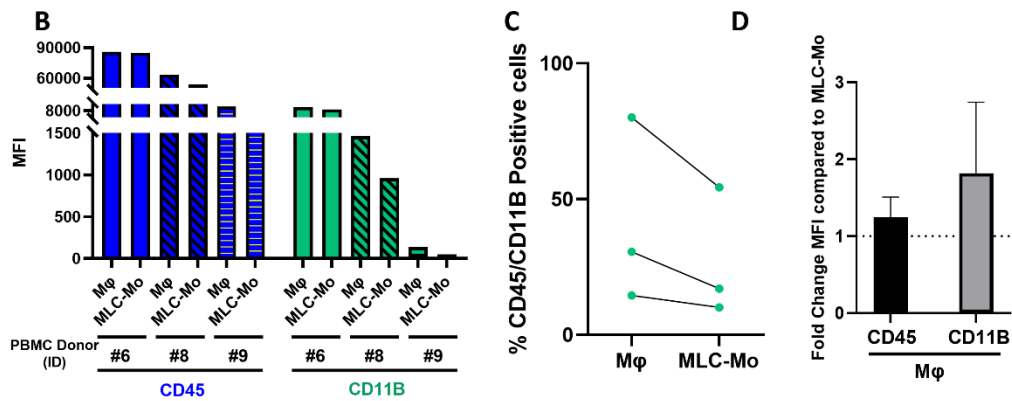 B
90000
60000
8000
1500
1000
500
0
MFI
Mφ
MLC-Mo
Mφ
MLC-Mo
Mφ
MLC-Mo
Mφ
MLC-Mo
Mφ
MLC-Mo
Mφ
MLC-Mo
PBMC Donor
(ID)
#6 #8 #9 #6 #8 #9
CD45 CD11B
C
% CD45/CD11B Positive cells
100
50
0
Mφ MLC-Mo
D
Fold Change MFI compared to MLC-Mo
3
2
1
0
CD45 CD11B
Mφ